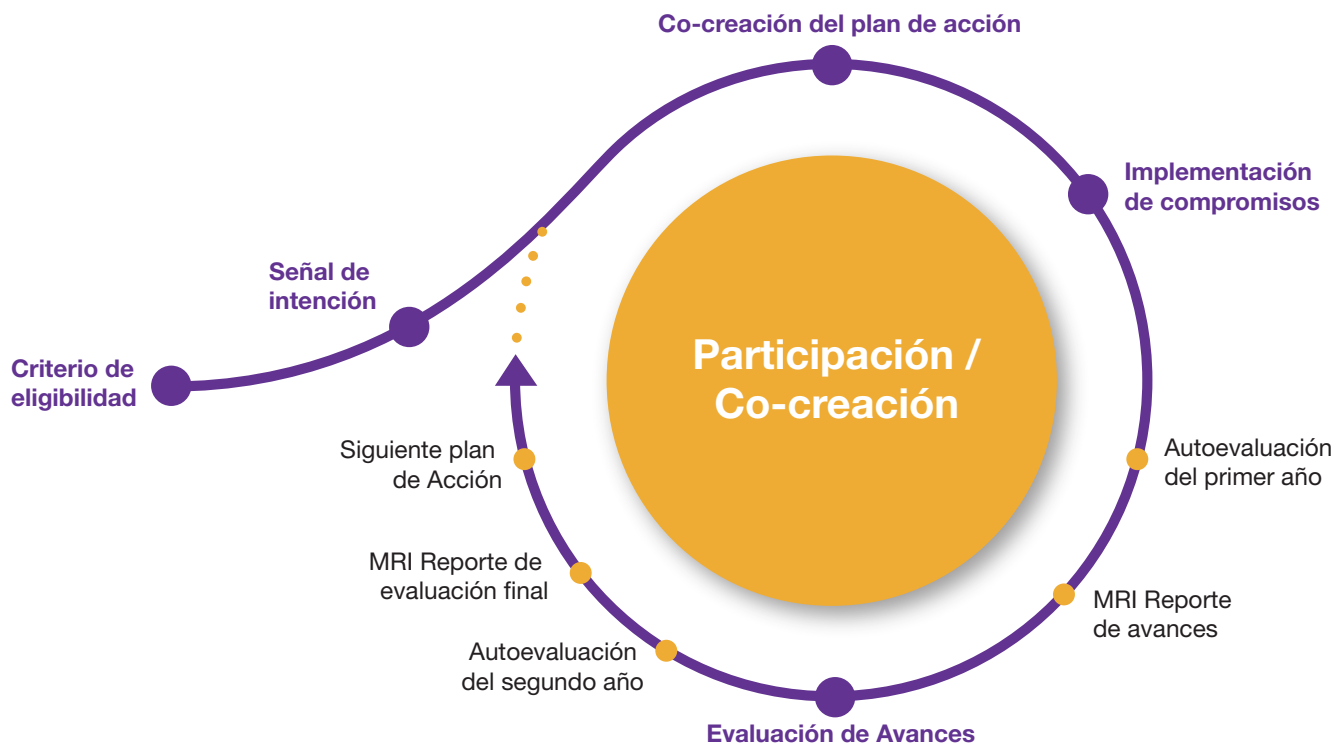 Co-creación del plan de acción
Implementación
de compromisos
Señal de
intención
Criterio de
eligibilidad
Participación /
Co-creación
Siguiente plan
de Acción
Autoevaluación
del primer año
MRI Reporte de
evaluación final
MRI Reporte
de avances
Autoevaluación
del segundo año
Evaluación de Avances